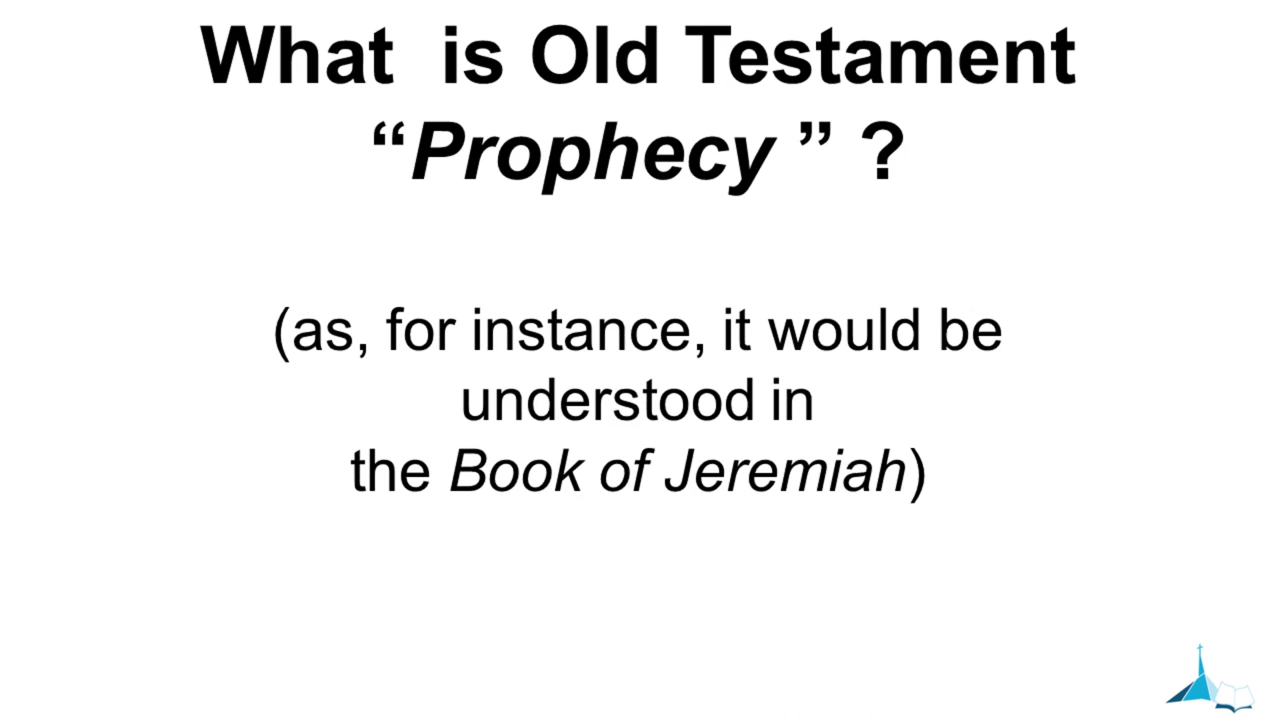 What  is Old Testament
“Prophecy ” ?
(as, for instance, it would be
understood in
the Book of Jeremiah)